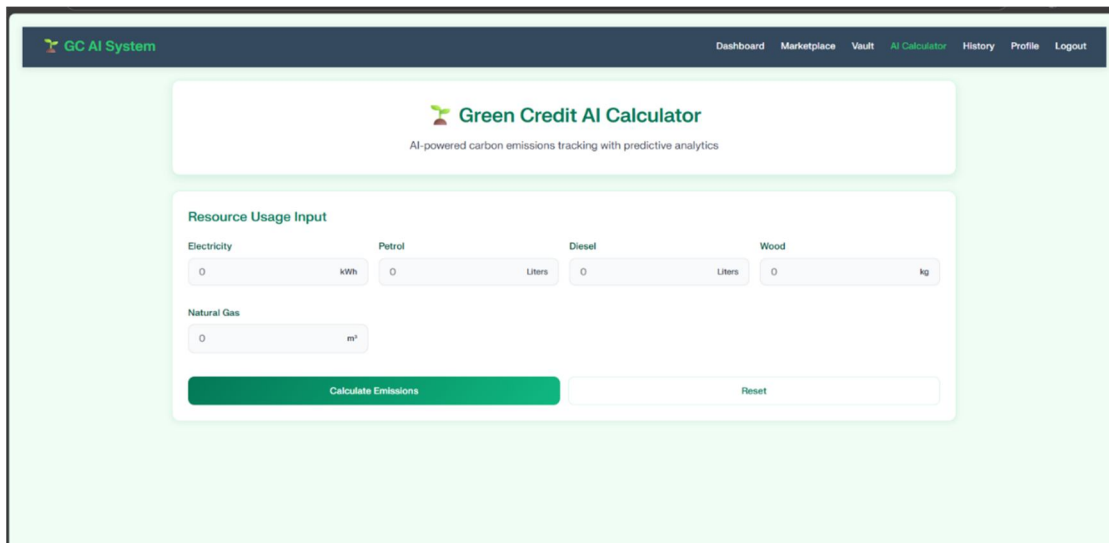 GC AI System
Dashboard Marketplace Vault AI Calculator History Profile Logout
Green Credit AI Calculator
AI-powered carbon emissions tracking with predictive analytics
Resource Usage Input
Electricity Petrol Diesel Wood
0 kWh 0 Liters 0 Liters 0 kg
Natural Gas
0 m³
Calculate Emissions Reset